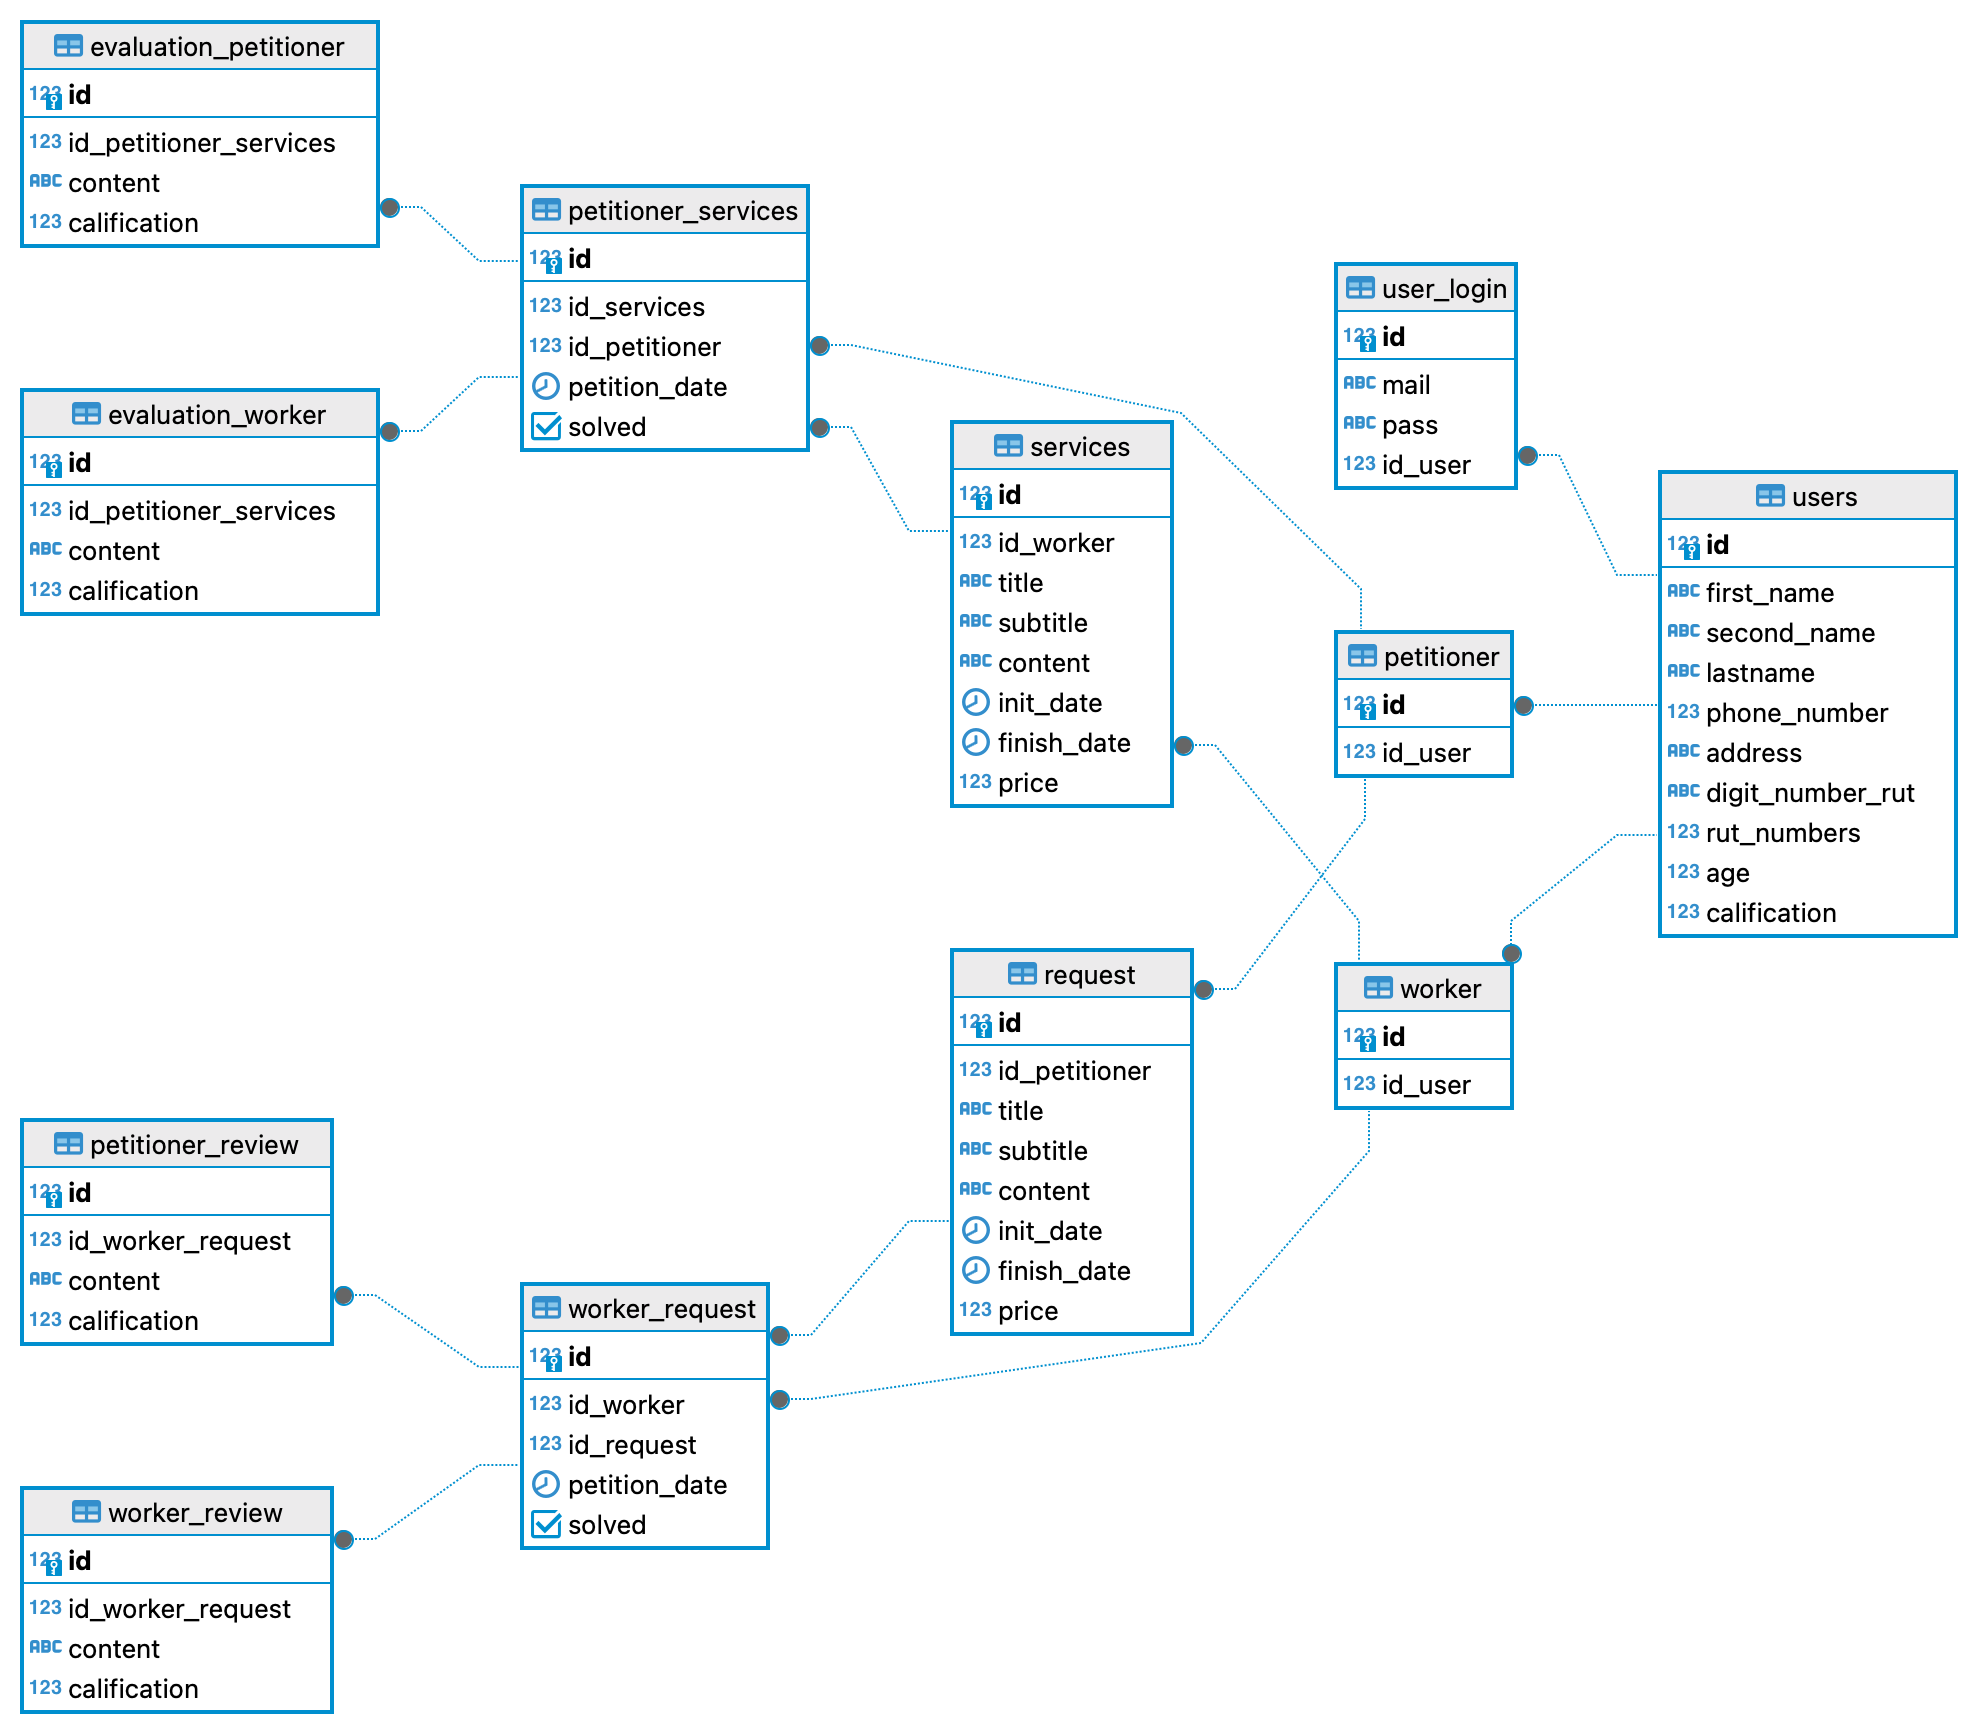 evaluation_petitioner
123 id
123 id_petitioner_services
ABC content
123 calification
evaluation_worker
123 id
123 id_petitioner_services
ABC content
123 calification
petitioner_services
123 id
123 id_services
123 id_petitioner
petition_date
solved
services
123 id
123 id_worker
ABC title
ABC subtitle
ABC content
init_date
finish_date
123 price
user_login
123 id
ABC mail
ABC pass
123 id_user
users
123 id
ABC first_name
ABC second_name
ABC lastname
123 phone_number
ABC address
ABC digit_number_rut
123 rut_numbers
123 age
123 calification
petitioner
123 id
123 id_user
worker
123 id
123 id_user
request
123 id
123 id_petitioner
ABC title
ABC subtitle
ABC content
init_date
finish_date
123 price
petitioner_review
123 id
123 id_worker_request
ABC content
123 calification
worker_request
123 id
123 id_worker
123 id_request
petition_date
solved
worker_review
123 id
123 id_worker_request
ABC content
123 calification